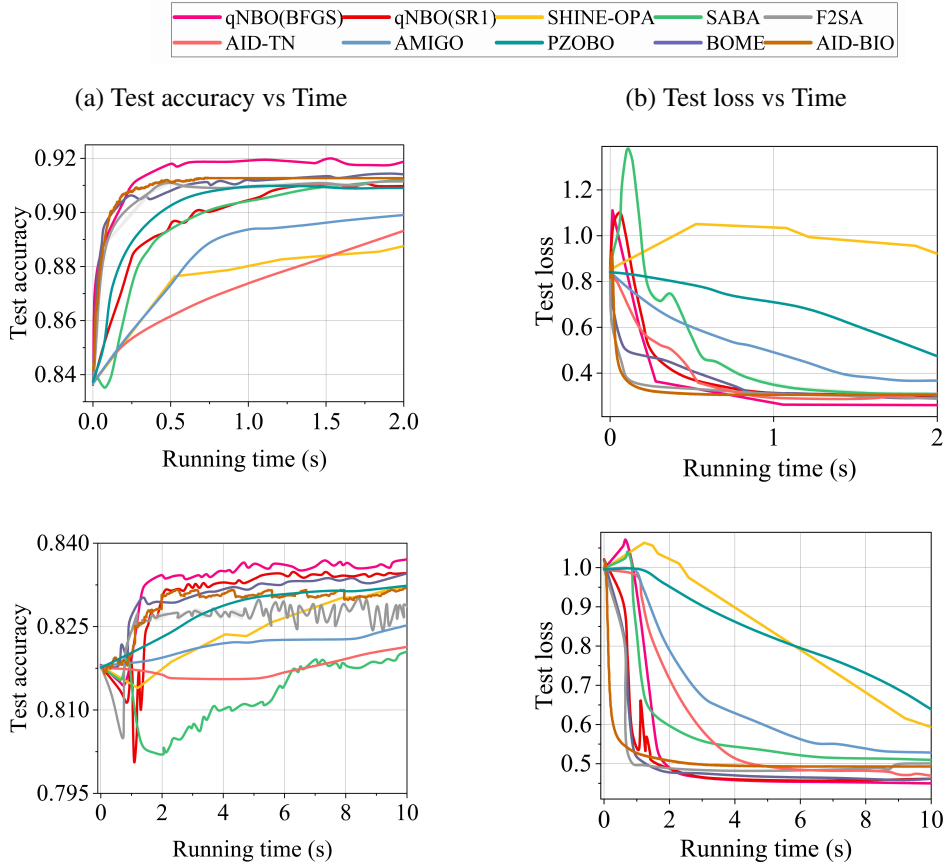 qNBO(BFGS) qNBO(SR1) SHINE-OPA SABA F2SA
AID-TN AMIGO PZOBO BOME AID-BIO
(a) Test accuracy vs Time
(b) Test loss vs Time
0.92
0.90
0.88
0.86
0.84
Test accuracy
0.0 0.5 1.0 1.5 2.0
Running time (s)
1.2
1.0
0.8
0.6
0.4
Test loss
0 1 2
Running time (s)
0.840
0.825
0.810
0.795
Test accuracy
0 2 4 6 8 10
Running time (s)
1.0
0.9
0.8
0.7
0.6
0.5
Test loss
0 2 4 6 8 10
Running time (s)